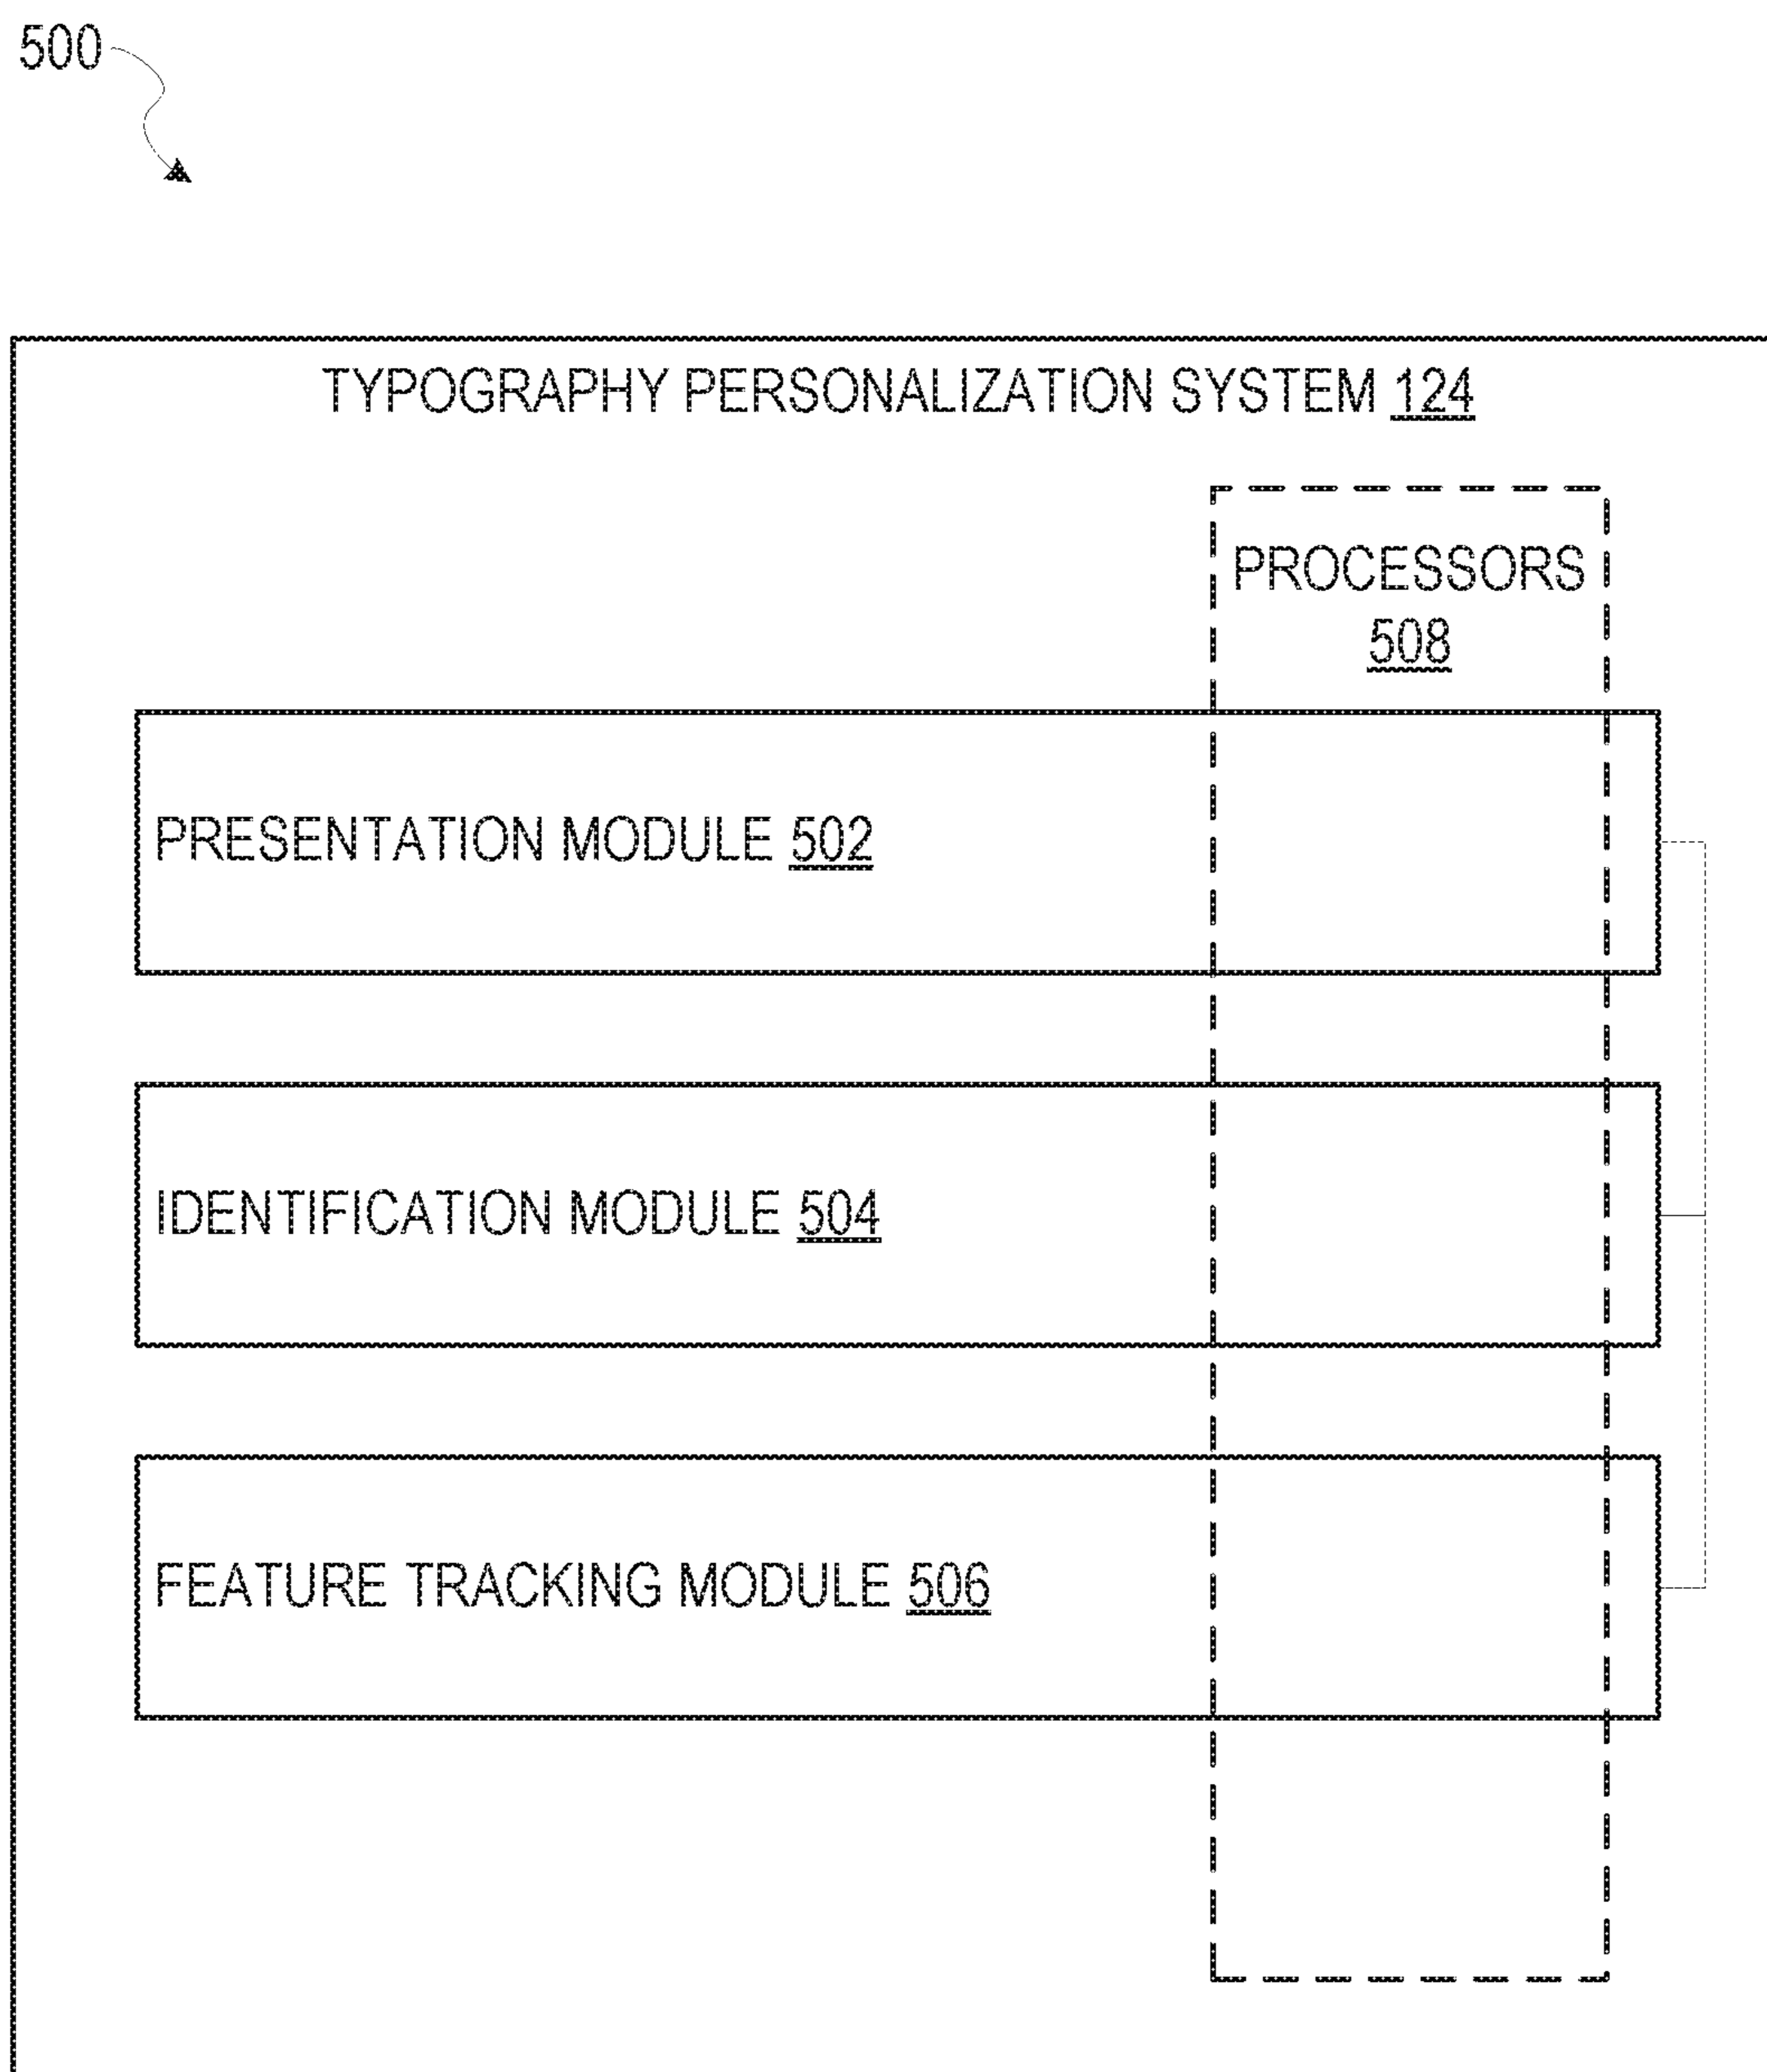 500
TYPOGRAPHY PERSONALIZATION SYSTEM 124
PROCESSORS
508
PRESENTATION MODULE 502
IDENTIFICATION MODULE 504
FEATURE TRACKING MODULE 506